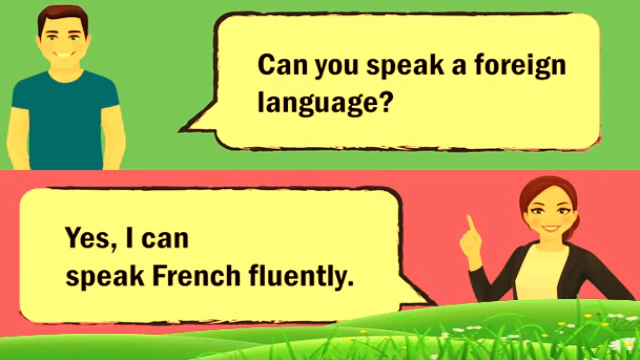 Can you speak a foreign
language?
Yes, I can
speak French fluently.